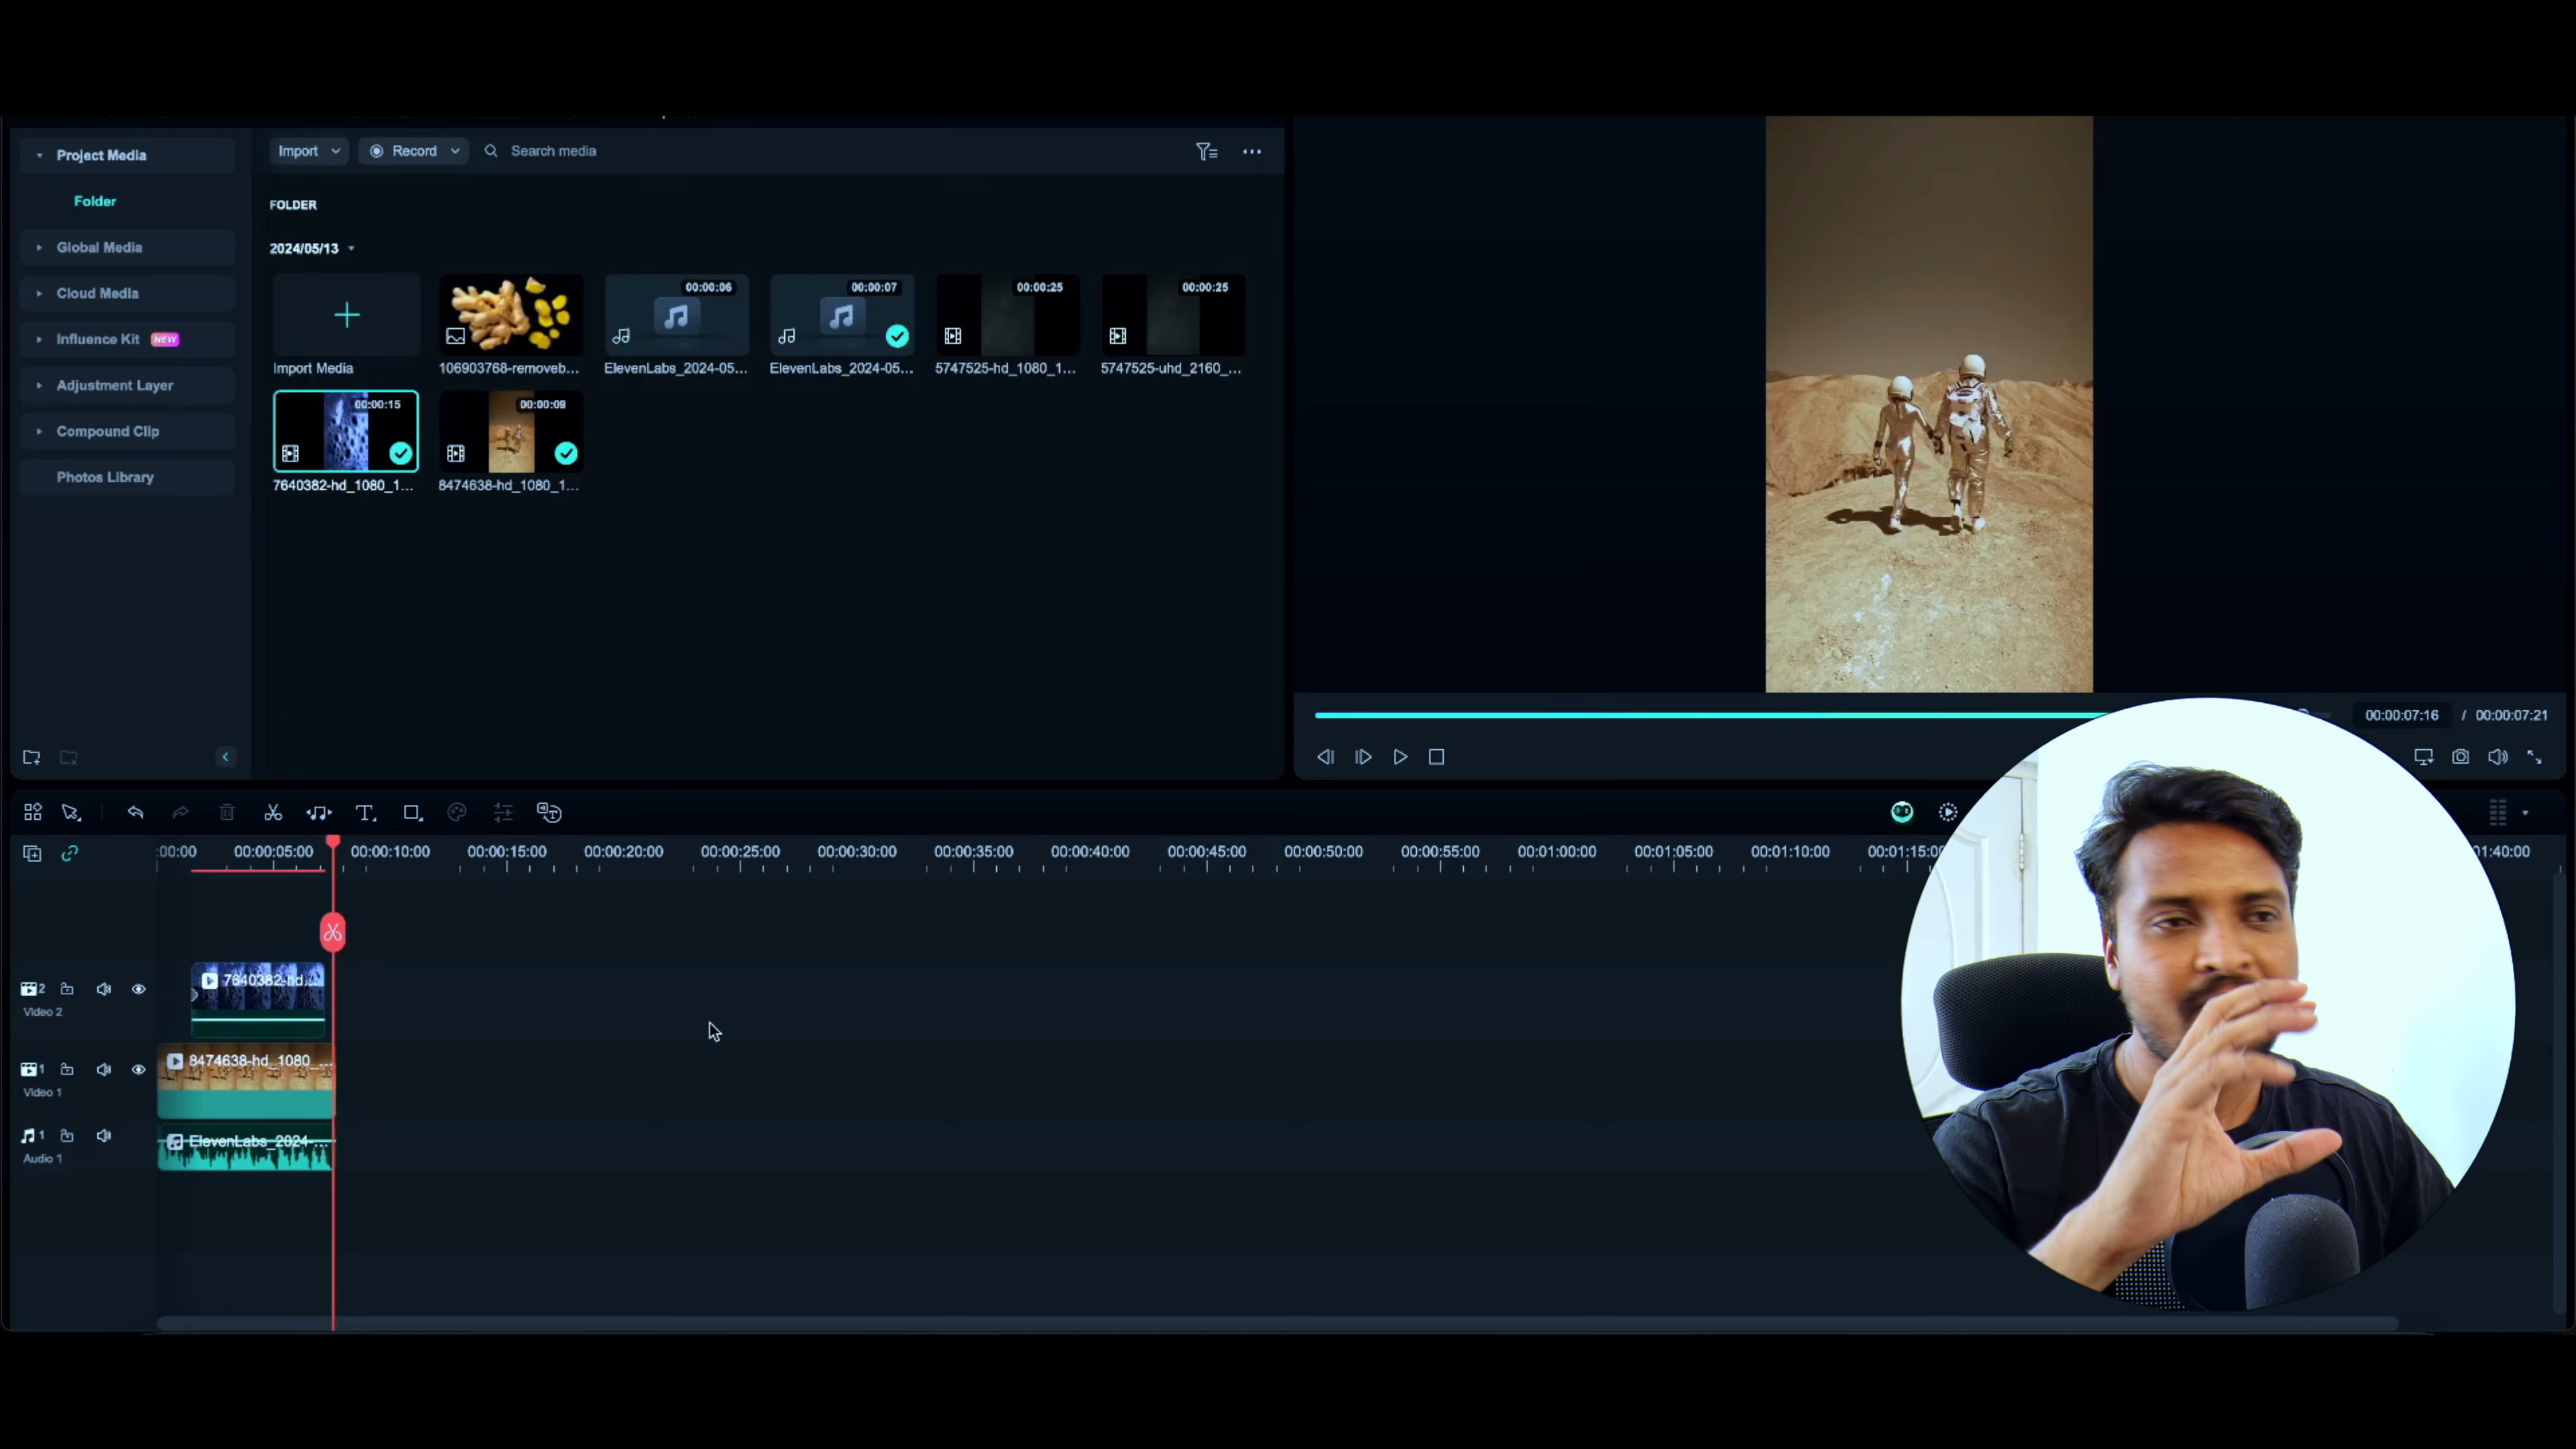 Project Media
Folder
Global Media
Cloud Media
Influence Kit NEW
Adjustment Layer
Compound Clip
Photos Library
Import
Record
Search media
FOLDER
2024/05/13
00:00:06
00:00:07
00:00:25
00:00:25
Import Media
106903768-removeb...
ElevenLabs_2024-05...
ElevenLabs_2024-05...
5747525-hd_1080_1...
5747525-uhd_2160_...
00:00:15
00:00:09
7640382-hd_1080_1...
8474638-hd_1080_1...
00:00:07:16 / 00:00:07:21
:00:00 00:00:05:00 00:00:10:00 00:00:15:00 00:00:20:00 00:00:25:00 00:00:30:00 00:00:35:00 00:00:40:00 00:00:45:00 00:00:50:00 00:00:55:00 00:01:00:00 00:01:05:00 00:01:10:00 00:01:15:00 01:40:00
2
Video 2
7640382-hd...
1
Video 1
8474638-hd_1080_...
1
Audio 1
ElevenLabs_2024-...